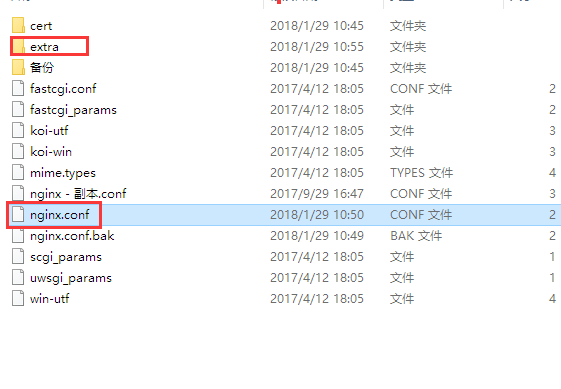 cert 2018/1/29 10:45 文件夹
extra 2018/1/29 10:55 文件夹
备份 2018/1/29 10:45 文件夹
fastcgi.conf 2017/4/12 18:05 CONF 文件 2
fastcgi_params 2017/4/12 18:05 文件 2
koi-utf 2017/4/12 18:05 文件 3
koi-win 2017/4/12 18:05 文件 3
mime.types 2017/4/12 18:05 TYPES 文件 4
nginx - 副本.conf 2017/9/29 16:47 CONF 文件 3
nginx.conf 2018/1/29 10:50 CONF 文件 2
nginx.conf.bak 2018/1/29 10:49 BAK 文件 2
scgi_params 2017/4/12 18:05 文件 1
uwsgi_params 2017/4/12 18:05 文件 1
win-utf 2017/4/12 18:05 文件 4